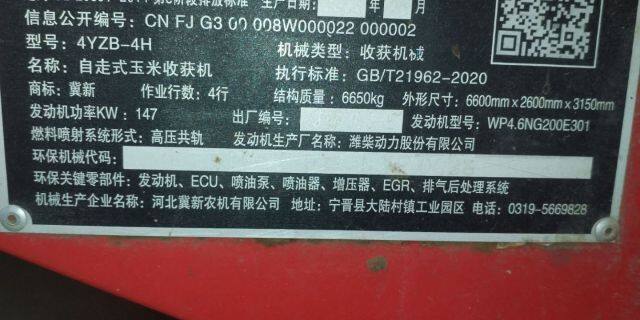 排放标准 生产日期: 年 月
信息公开编号: CN FJ G3 00 008W000022 000002
型号: 4YZB-4H 机械类型: 收获机械
名称: 自走式玉米收获机 执行标准: GB/T21962-2020
商标: 冀新 作业行数: 4行 结构质量: 6650kg 外形尺寸: 6600mm×2600mm×3150mm
发动机功率KW: 147 出厂编号: 发动机型号: WP4.6NG200E301
燃料喷射系统形式: 高压共轨 发动机生产厂名称: 潍柴动力股份有限公司
环保机械代码:
环保关键零部件: 发动机、ECU、喷油泵、喷油器、增压器、EGR、排气后处理系统
机械生产企业名称: 河北冀新农机有限公司 地址: 宁晋县大陆村镇工业园区 电话: 0319-5669828